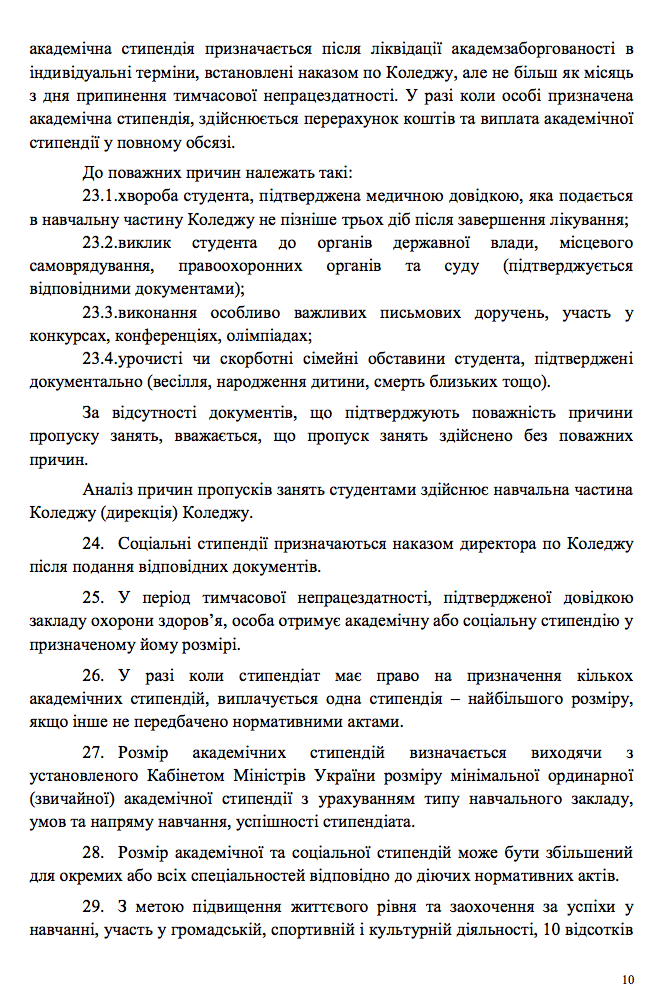 академічна стипендія призначається після ліквідації академзаборгованості в
індивідуальні терміни, встановлені наказом по Коледжу, але не більш як місяць
з дня припинення тимчасової непрацездатності. У разі коли особі призначена
академічна стипендія, здійснюється перерахунок коштів та виплата академічної
стипендії у повному обсязі.
До поважних причин належать такі:
23.1.хвороба студента, підтверджена медичною довідкою, яка подається
в навчальну частину Коледжу не пізніше трьох діб після завершення лікування;
23.2.виклик студента до органів державної влади, місцевого
самоврядування, правоохоронних органів та суду (підтверджується
відповідними документами);
23.3.виконання особливо важливих письмових доручень, участь у
конкурсах, конференціях, олімпіадах;
23.4.урочисті чи скорботні сімейні обставини студента, підтверджені
документально (весілля, народження дитини, смерть близьких тощо).
За відсутності документів, що підтверджують поважність причини
пропуску занять, вважається, що пропуск занять здійснено без поважних
причин.
Аналіз причин пропусків занять студентами здійснює навчальна частина
Коледжу (дирекція) Коледжу.
24. Соціальні стипендії призначаються наказом директора по Коледжу
після подання відповідних документів.
25. У період тимчасової непрацездатності, підтвердженої довідкою
закладу охорони здоров’я, особа отримує академічну або соціальну стипендію у
призначеному йому розмірі.
26. У разі коли стипендіат має право на призначення кількох
академічних стипендій, виплачується одна стипендія – найбільшого розміру,
якщо інше не передбачено нормативними актами.
27. Розмір академічних стипендій визначається виходячи з
установленого Кабінетом Міністрів України розміру мінімальної ординарної
(звичайної) академічної стипендії з урахуванням типу навчального закладу,
умов та напряму навчання, успішності стипендіата.
28. Розмір академічної та соціальної стипендій може бути збільшений
для окремих або всіх спеціальностей відповідно до діючих нормативних актів.
29. З метою підвищення життєвого рівня та заохочення за успіхи у
навчанні, участь у громадській, спортивній і культурній діяльності, 10 відсотків
10